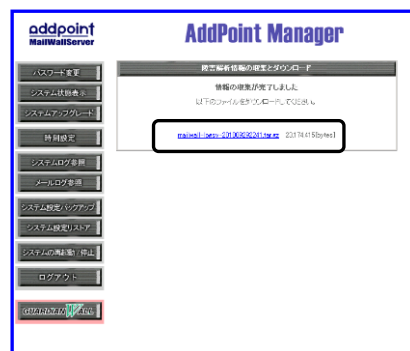 addpoint
MailWallServer
AddPoint Manager
パスワード変更
システム状態表示
システムアップグレード
時刻設定
システムログ参照
メールログ参照
システム設定バックアップ
システム設定リストア
システムの再起動/停止
ログアウト
GUARDIAN WALL
障害解析情報の収集とダウンロード
情報の収集が完了しました
以下のファイルをダウンロードしてください。